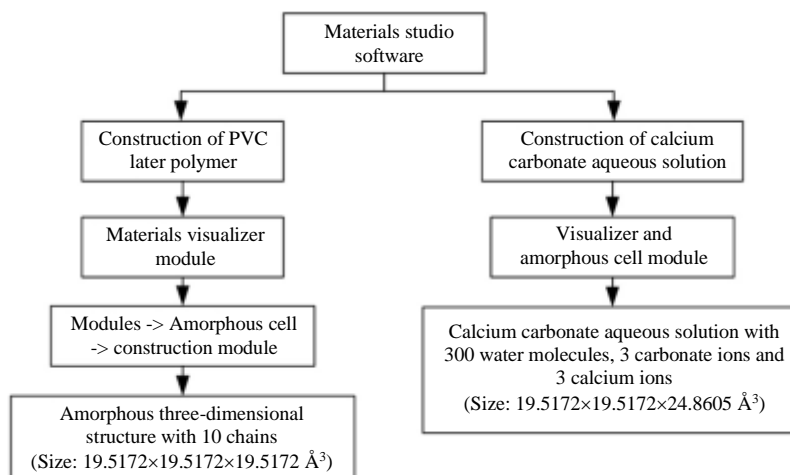 Materials studio
software
Construction of PVC
later polymer
Construction of calcium
carbonate aqueous solution
Materials visualizer
module
Visualizer and
amorphous cell module
Modules -> Amorphous cell
-> construction module
Calcium carbonate aqueous solution with
300 water molecules, 3 carbonate ions and
3 calcium ions
(Size: 19.5172×19.5172×24.8605 Å³)
Amorphous three-dimensional
structure with 10 chains
(Size: 19.5172×19.5172×19.5172 Å³)